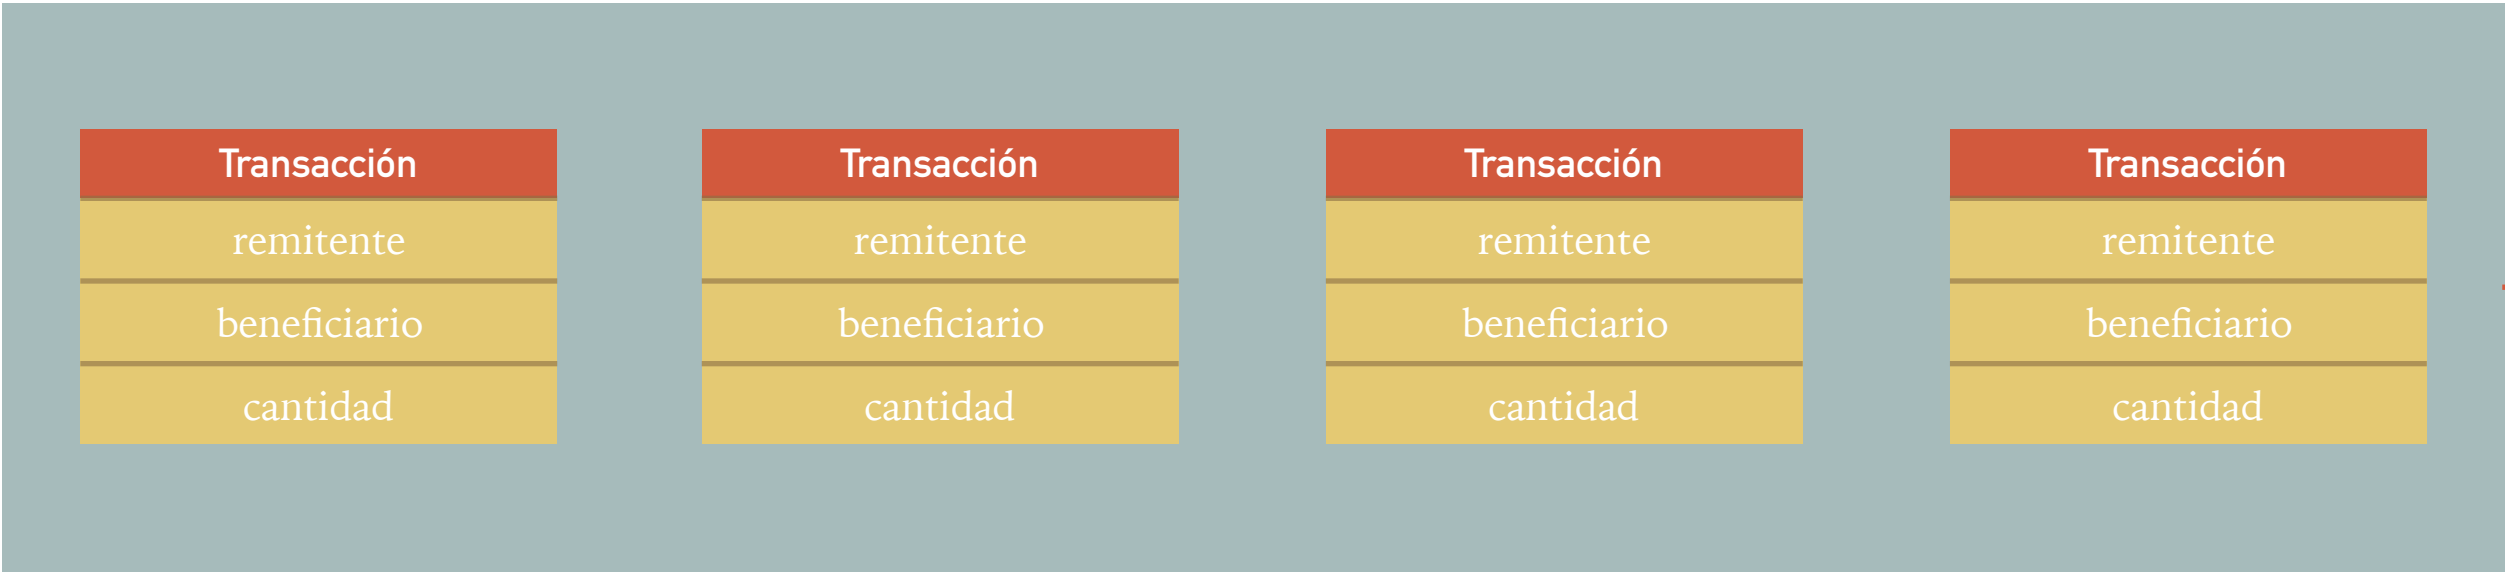 Transacción
remitente
beneficiario
cantidad
Transacción
remitente
beneficiario
cantidad
Transacción
remitente
beneficiario
cantidad
Transacción
remitente
beneficiario
cantidad